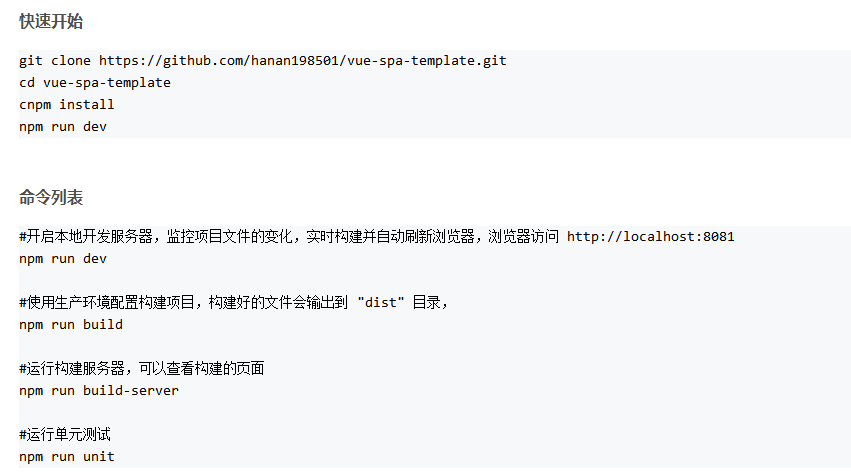 快速开始
git clone https://github.com/hanan198501/vue-spa-template.git
cd vue-spa-template
cnpm install
npm run dev
命令列表
#开启本地开发服务器，监控项目文件的变化，实时构建并自动刷新浏览器，浏览器访问 http://localhost:8081
npm run dev
#使用生产环境配置构建项目，构建好的文件会输出到 "dist" 目录，
npm run build
#运行构建服务器，可以查看构建的页面
npm run build-server
#运行单元测试
npm run unit